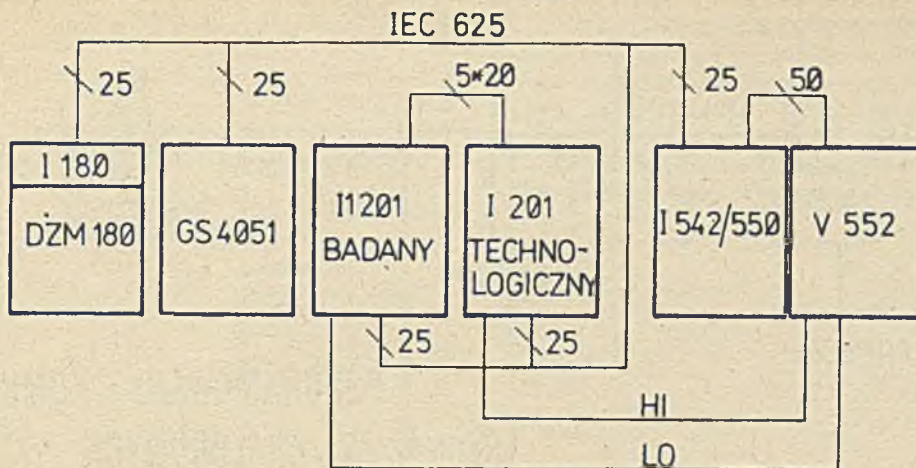 IEC 625
25
25
5*20
25
50
I 180
DZM 180
GS 4051
I1201
BADANY
I 201
TECHNO-
LOGICZNY
I 542/550
V 552
25
25
HI
LO